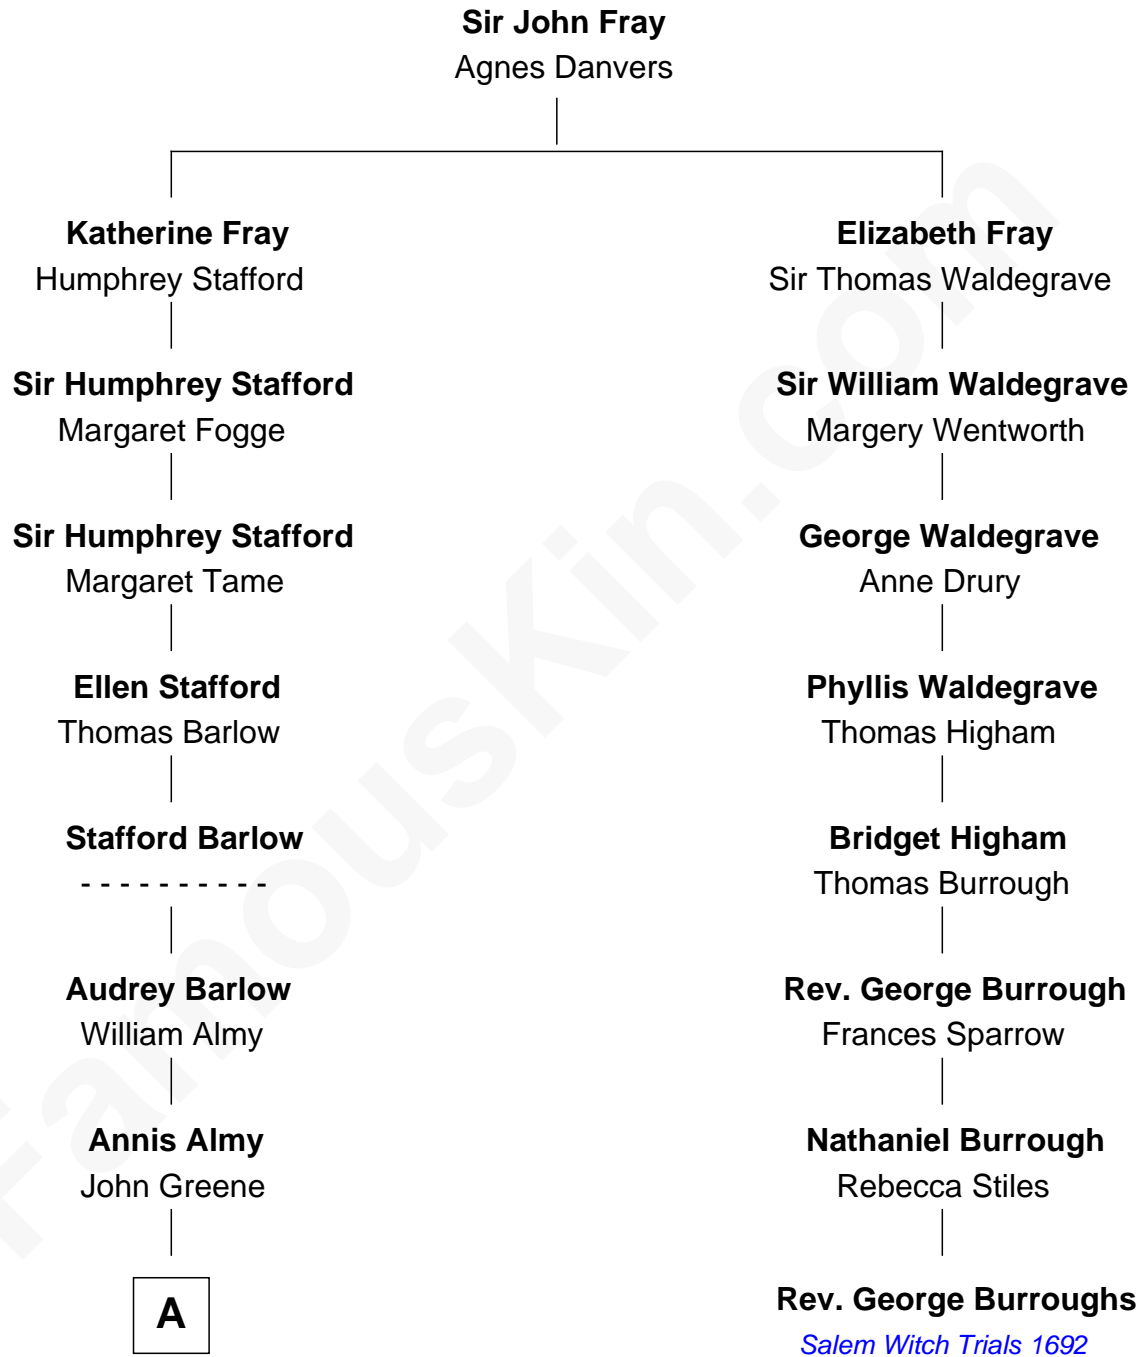 Sir John Fray
Agnes Danvers
Katherine Fray
Humphrey Stafford
Elizabeth Fray
Sir Thomas Waldegrave
Sir Humphrey Stafford
Margaret Fogge
Sir William Waldegrave
Margery Wentworth
Sir Humphrey Stafford
Margaret Tame
George Waldegrave
Anne Drury
Ellen Stafford
Thomas Barlow
Phyllis Waldegrave
Thomas Higham
Stafford Barlow
- - - - - - - - - -
Bridget Higham
Thomas Burrough
Audrey Barlow
William Almy
Rev. George Burrough
Frances Sparrow
Annis Almy
John Greene
Nathaniel Burrough
Rebecca Stiles
A
Rev. George Burroughs
Salem Witch Trials 1692
FamousKin.com